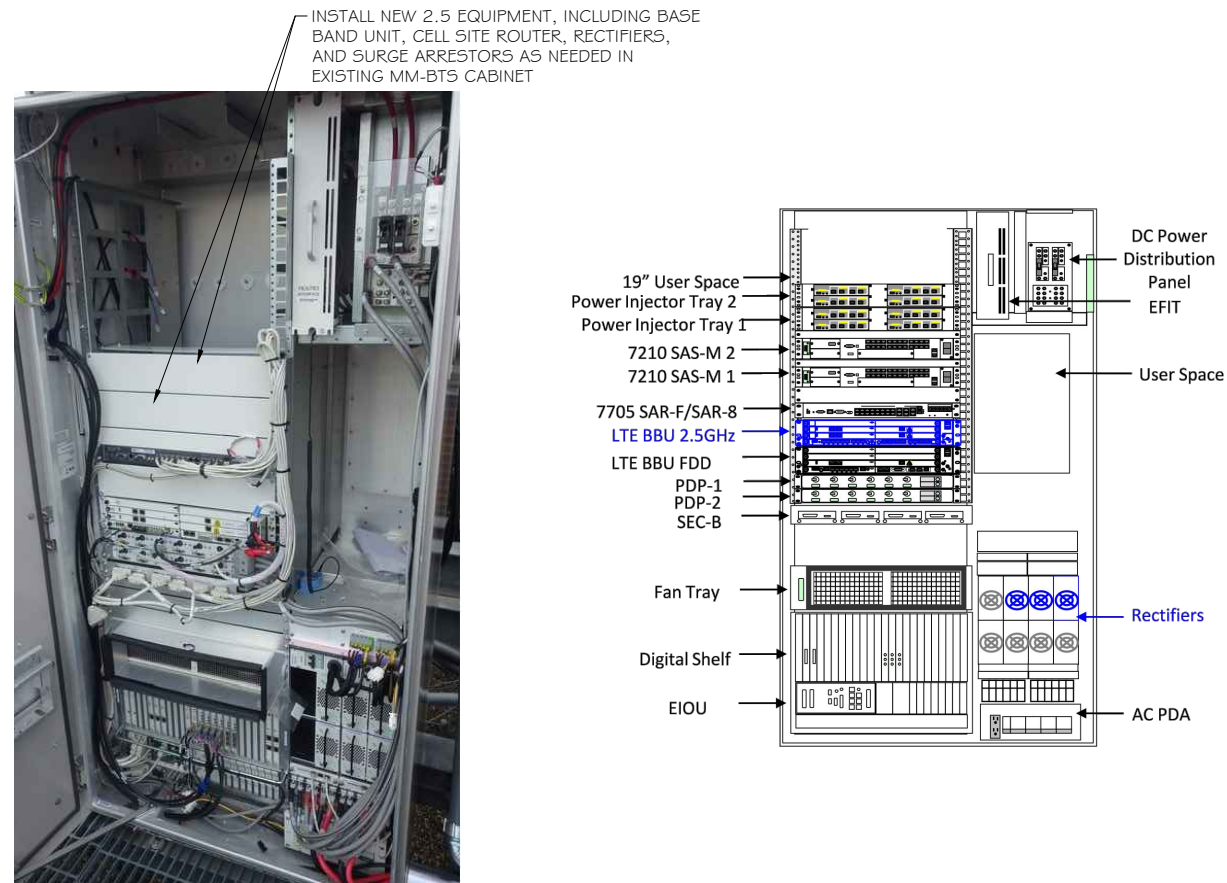 INSTALL NEW 2.5 EQUIPMENT, INCLUDING BASE
BAND UNIT, CELL SITE ROUTER, RECTIFIERS,
AND SURGE ARRESTORS AS NEEDED IN
EXISTING MM-BTS CABINET
19” User Space
Power Injector Tray 2
Power Injector Tray 1
7210 SAS-M 2
7210 SAS-M 1
7705 SAR-F/SAR-8
LTE BBU 2.5GHz
LTE BBU FDD
PDP-1
PDP-2
SEC-B
Fan Tray
Digital Shelf
EIOU
DC Power
Distribution
Panel
EFIT
User Space
Rectifiers
AC PDA